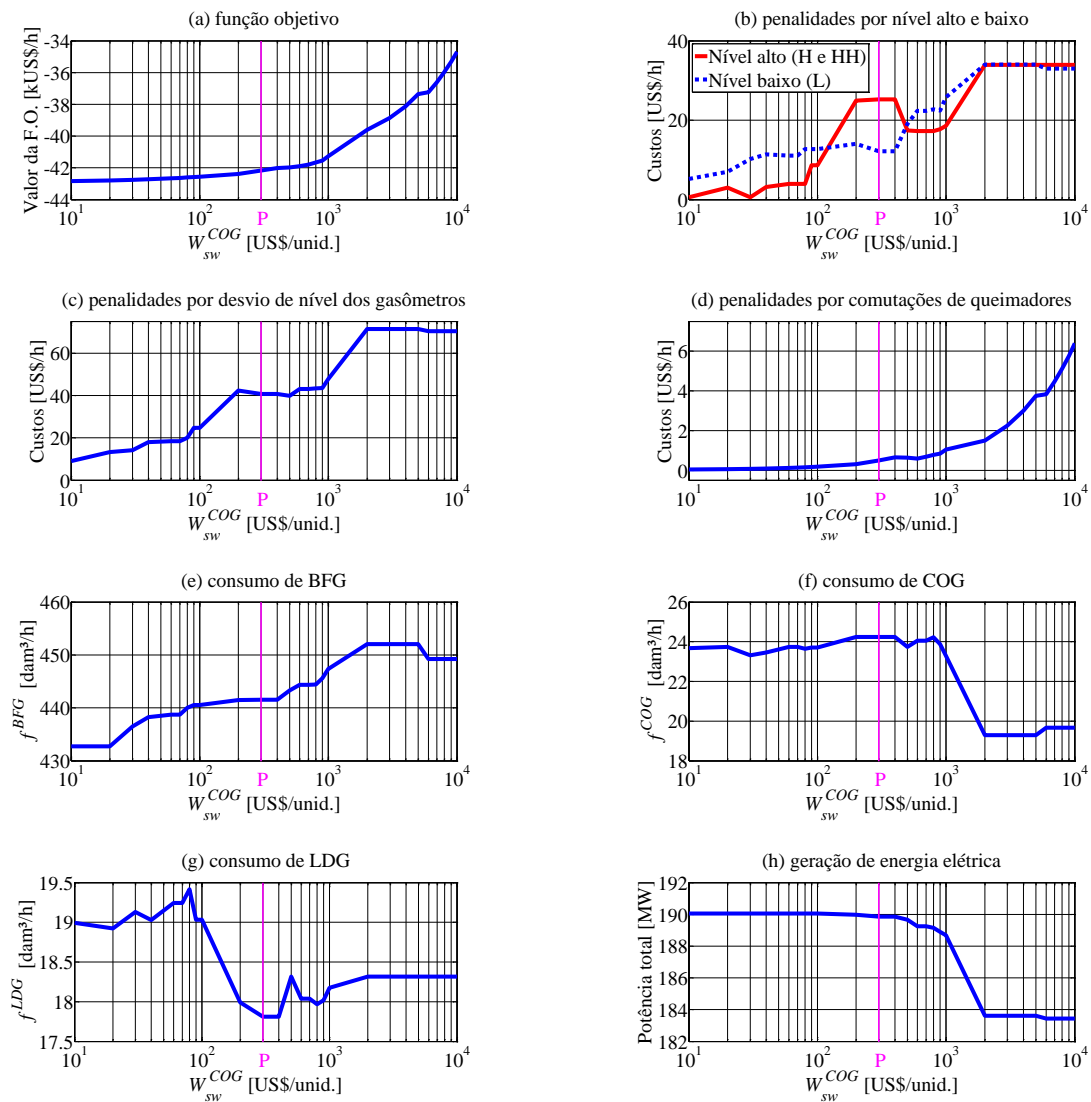 (a) função objetivo
Valor da F.O. [kUS$/h]
-34
-36
-38
-40
-42
-44
10¹ 10² P 10³ 10⁴
W_sw^COG [US$/unid.]
(b) penalidades por nível alto e baixo
Nível alto (H e HH)
Nível baixo (L)
Custos [US$/h]
40
20
0
10¹ 10² P 10³ 10⁴
W_sw^COG [US$/unid.]
(c) penalidades por desvio de nível dos gasômetros
Custos [US$/h]
60
40
20
0
10¹ 10² P 10³ 10⁴
W_sw^COG [US$/unid.]
(d) penalidades por comutações de queimadores
Custos [US$/h]
6
4
2
0
10¹ 10² P 10³ 10⁴
W_sw^COG [US$/unid.]
(e) consumo de BFG
f^BFG [dam³/h]
460
450
440
430
10¹ 10² P 10³ 10⁴
W_sw^COG [US$/unid.]
(f) consumo de COG
f^COG [dam³/h]
26
24
22
20
18
10¹ 10² P 10³ 10⁴
W_sw^COG [US$/unid.]
(g) consumo de LDG
f^LDG [dam³/h]
19.5
19
18.5
18
17.5
10¹ 10² P 10³ 10⁴
W_sw^COG [US$/unid.]
(h) geração de energia elétrica
Potência total [MW]
192
190
188
186
184
182
10¹ 10² P 10³ 10⁴
W_sw^COG [US$/unid.]